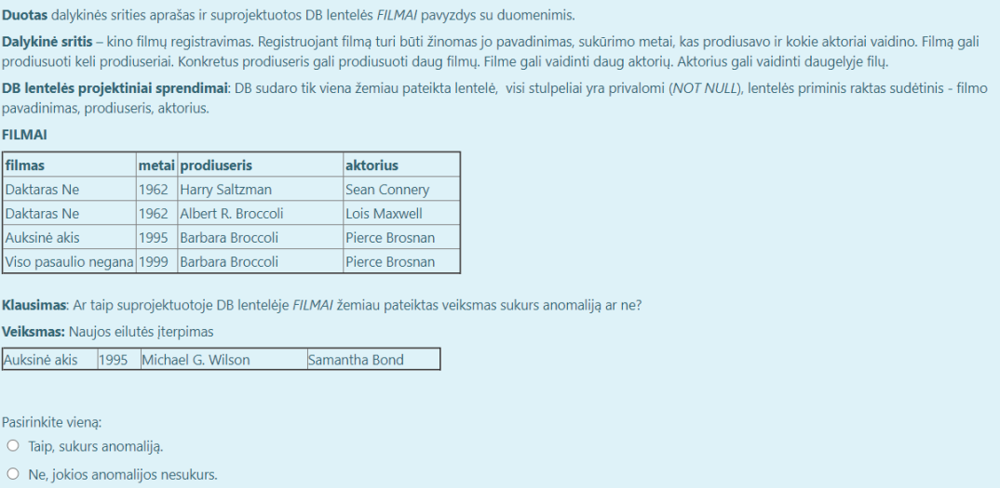 Duotas dalykinės srities aprašas ir suprojektuotos DB lentelės FILMAI pavyzdys su duomenimis.
Dalykinė sritis – kino filmų registravimas. Registruojant filmą turi būti žinomas jo pavadinimas, sukūrimo metai, kas prodiusavo ir kokie aktoriai vaidino. Filmą gali
prodiusuoti keli prodiuseriai. Konkretus prodiuseris gali prodiusuoti daug filmų. Filme gali vaidinti daug aktorių. Aktorius gali vaidinti daugelyje filų.
DB lentelės projektiniai sprendimai: DB sudaro tik viena žemiau pateikta lentelė, visi stulpeliai yra privalomi (NOT NULL), lentelės priminis raktas sudėtinis - filmo
pavadinimas, prodiuseris, aktorius.
FILMAI
filmas metai prodiuseris aktorius
Daktaras Ne 1962 Harry Saltzman Sean Connery
Daktaras Ne 1962 Albert R. Broccoli Lois Maxwell
Auksinė akis 1995 Barbara Broccoli Pierce Brosnan
Viso pasaulio negana 1999 Barbara Broccoli Pierce Brosnan
Klausimas: Ar taip suprojektuotoje DB lentelėje FILMAI žemiau pateiktas veiksmas sukurs anomaliją ar ne?
Veiksmas: Naujos eilutės įterpimas
Auksinė akis 1995 Michael G. Wilson Samantha Bond
Pasirinkite vieną:
Taip, sukurs anomaliją.
Ne, jokios anomalijos nesukurs.